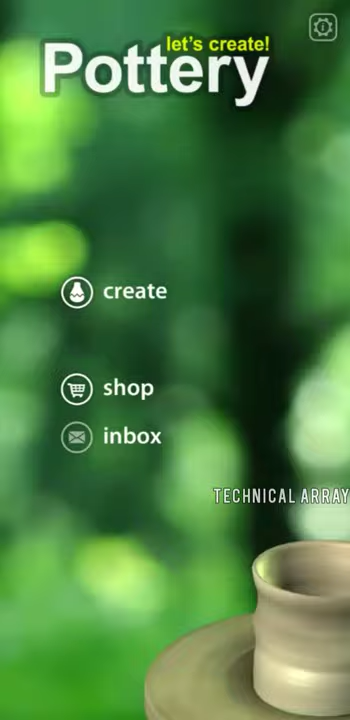 let's create!
Pottery
create
shop
inbox
TECHNICAL ARRAY